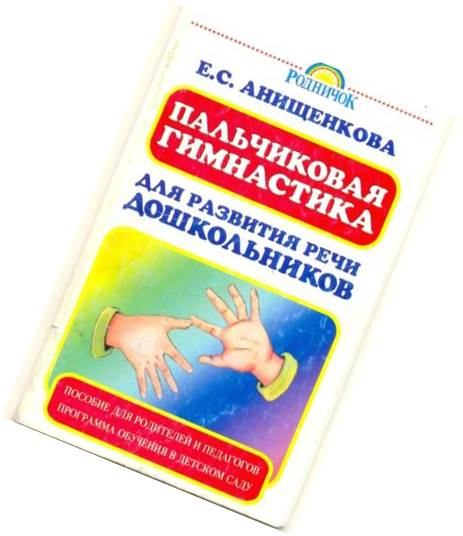 РОДНИЧОК
Е.С. АНИЩЕНКОВА
ПАЛЬЧИКОВАЯ
ГИМНАСТИКА
ДЛЯ РАЗВИТИЯ РЕЧИ
ДОШКОЛЬНИКОВ
ПОСОБИЕ ДЛЯ РОДИТЕЛЕЙ И ПЕДАГОГОВ
ПРОГРАММА ОБУЧЕНИЯ В ДЕТСКОМ САДУ